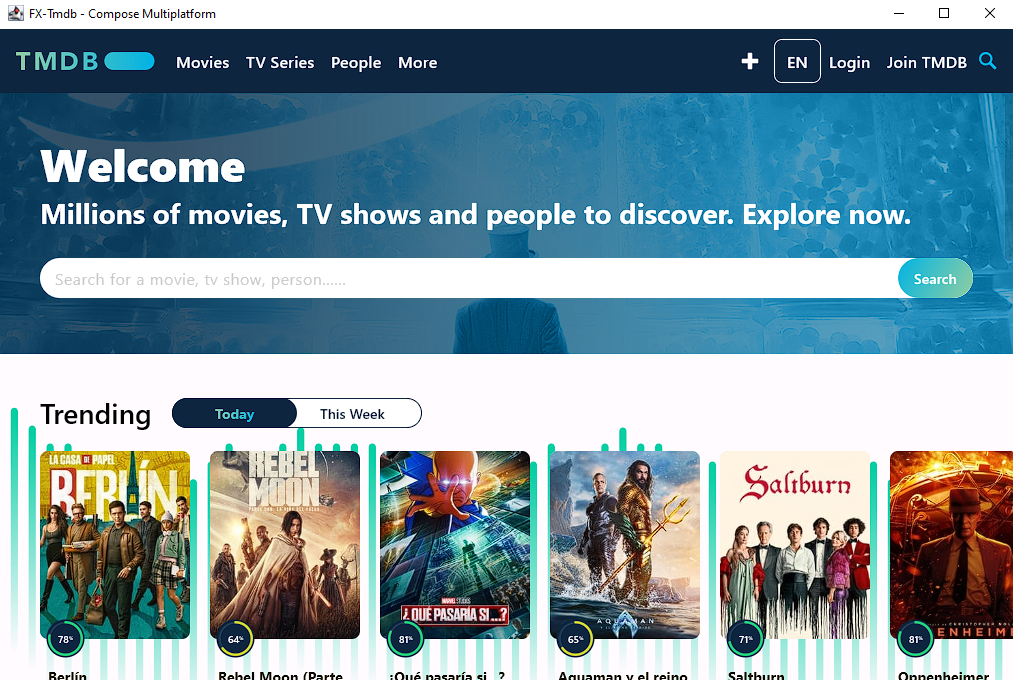 FX-Tmdb - Compose Multiplatform
TMDB Movies TV Series People More EN Login Join TMDB
Welcome
Millions of movies, TV shows and people to discover. Explore now.
Search for a movie, tv show, person......
Search
Trending Today This Week
LA CASA DE PAPEL
BERLÍN
REBEL
MOON
MARVEL STUDIOS
¿QUÉ PASARÍA SI...?
AQUAMAN
Saltburn
78%
64%
81%
65%
71%
81%
Berlín
Rebel Moon (Parte
¿Qué pasaría si...?
Aquaman y el reino
Saltburn
Oppenheimer